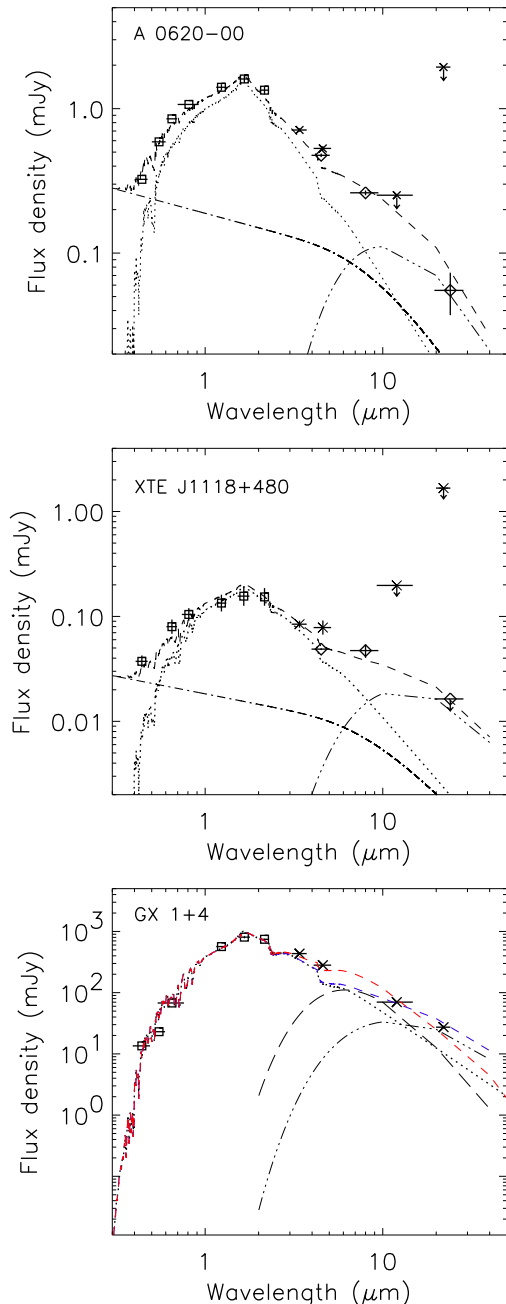 A 0620−00
Flux density (mJy)
1.0
0.1
1
10
Wavelength (μm)
XTE J1118+480
Flux density (mJy)
1.00
0.10
0.01
1
10
Wavelength (μm)
GX 1+4
Flux density (mJy)
10³
10²
10¹
10⁰
1
10
Wavelength (μm)